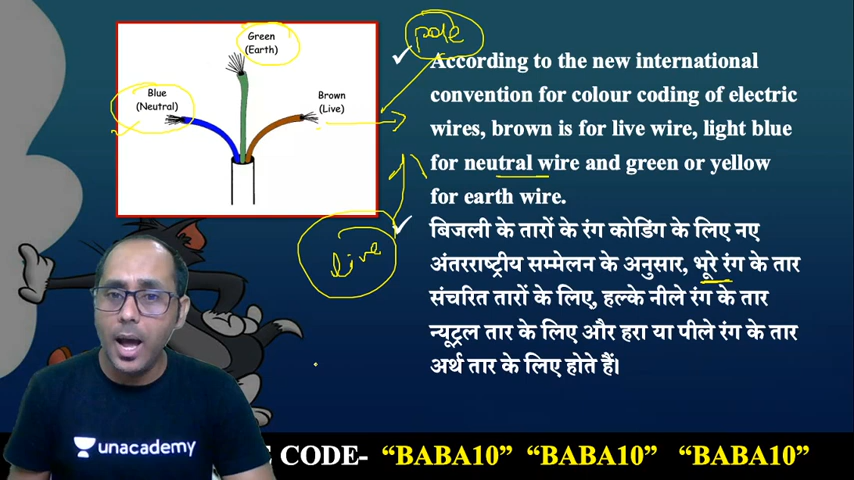 Green
(Earth)
Blue
(Neutral)
Brown
(Live)
pole
According to the new international
convention for colour coding of electric
wires, brown is for live wire, light blue
for neutral wire and green or yellow
for earth wire.
live
बिजली के तारों के रंग कोडिंग के लिए नए
अंतरराष्ट्रीय सम्मेलन के अनुसार, भूरे रंग के तार
संचरित तारों के लिए, हल्के नीले रंग के तार
न्यूट्रल तार के लिए और हरा या पीले रंग के तार
अर्थ तार के लिए होते हैं।
unacademy
CODE- “BABA10” “BABA10” “BABA10”